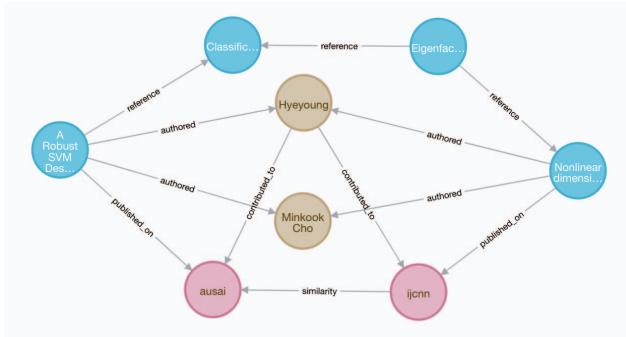 Classific...
reference
Eigenfac...
reference
reference
Hyeyoung
authored
authored
A
Robust
SVM
Des...
Nonlinear
dimensi...
authored
authored
contributed_to
contributed_to
Minkook
Cho
published_on
published_on
ausai
similarity
ijcnn